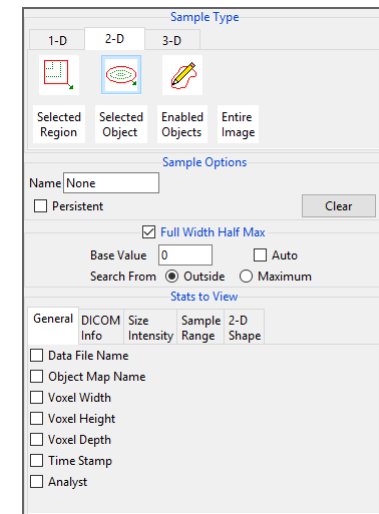 Sample Type
1-D 2-D 3-D
Selected Selected Enabled Entire
Region Object Objects Image
Sample Options
Name None
Persistent Clear
Full Width Half Max
Base Value 0 Auto
Search From Outside Maximum
Stats to View
General DICOM Size Sample 2-D
Info Intensity Range Shape
Data File Name
Object Map Name
Voxel Width
Voxel Height
Voxel Depth
Time Stamp
Analyst